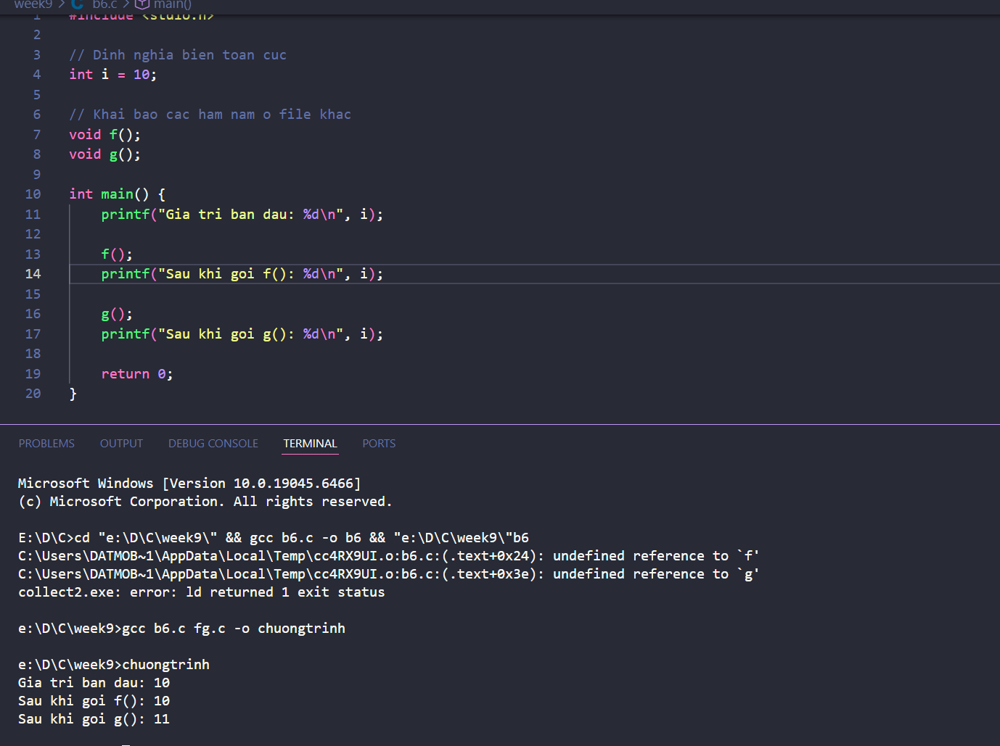 week9 > C b6.c > main()
1 #include <stdio.h>
2
3 // Dinh nghia bien toan cuc
4 int i = 10;
5
6 // Khai bao cac ham nam o file khac
7 void f();
8 void g();
9
10 int main() {
11 printf("Gia tri ban dau: %d\n", i);
12
13 f();
14 printf("Sau khi goi f(): %d\n", i);
15
16 g();
17 printf("Sau khi goi g(): %d\n", i);
18
19 return 0;
20 }
PROBLEMS OUTPUT DEBUG CONSOLE TERMINAL PORTS
Microsoft Windows [Version 10.0.19045.6466]
(c) Microsoft Corporation. All rights reserved.
E:\D\C>cd "e:\D\C\week9\" && gcc b6.c -o b6 && "e:\D\C\week9\"b6
C:\Users\DATMOB~1\AppData\Local\Temp\cc4RX9UI.o:b6.c:(.text+0x24): undefined reference to `f'
C:\Users\DATMOB~1\AppData\Local\Temp\cc4RX9UI.o:b6.c:(.text+0x3e): undefined reference to `g'
collect2.exe: error: ld returned 1 exit status
e:\D\C\week9>gcc b6.c fg.c -o chuongtrinh
e:\D\C\week9>chuongtrinh
Gia tri ban dau: 10
Sau khi goi f(): 10
Sau khi goi g(): 11